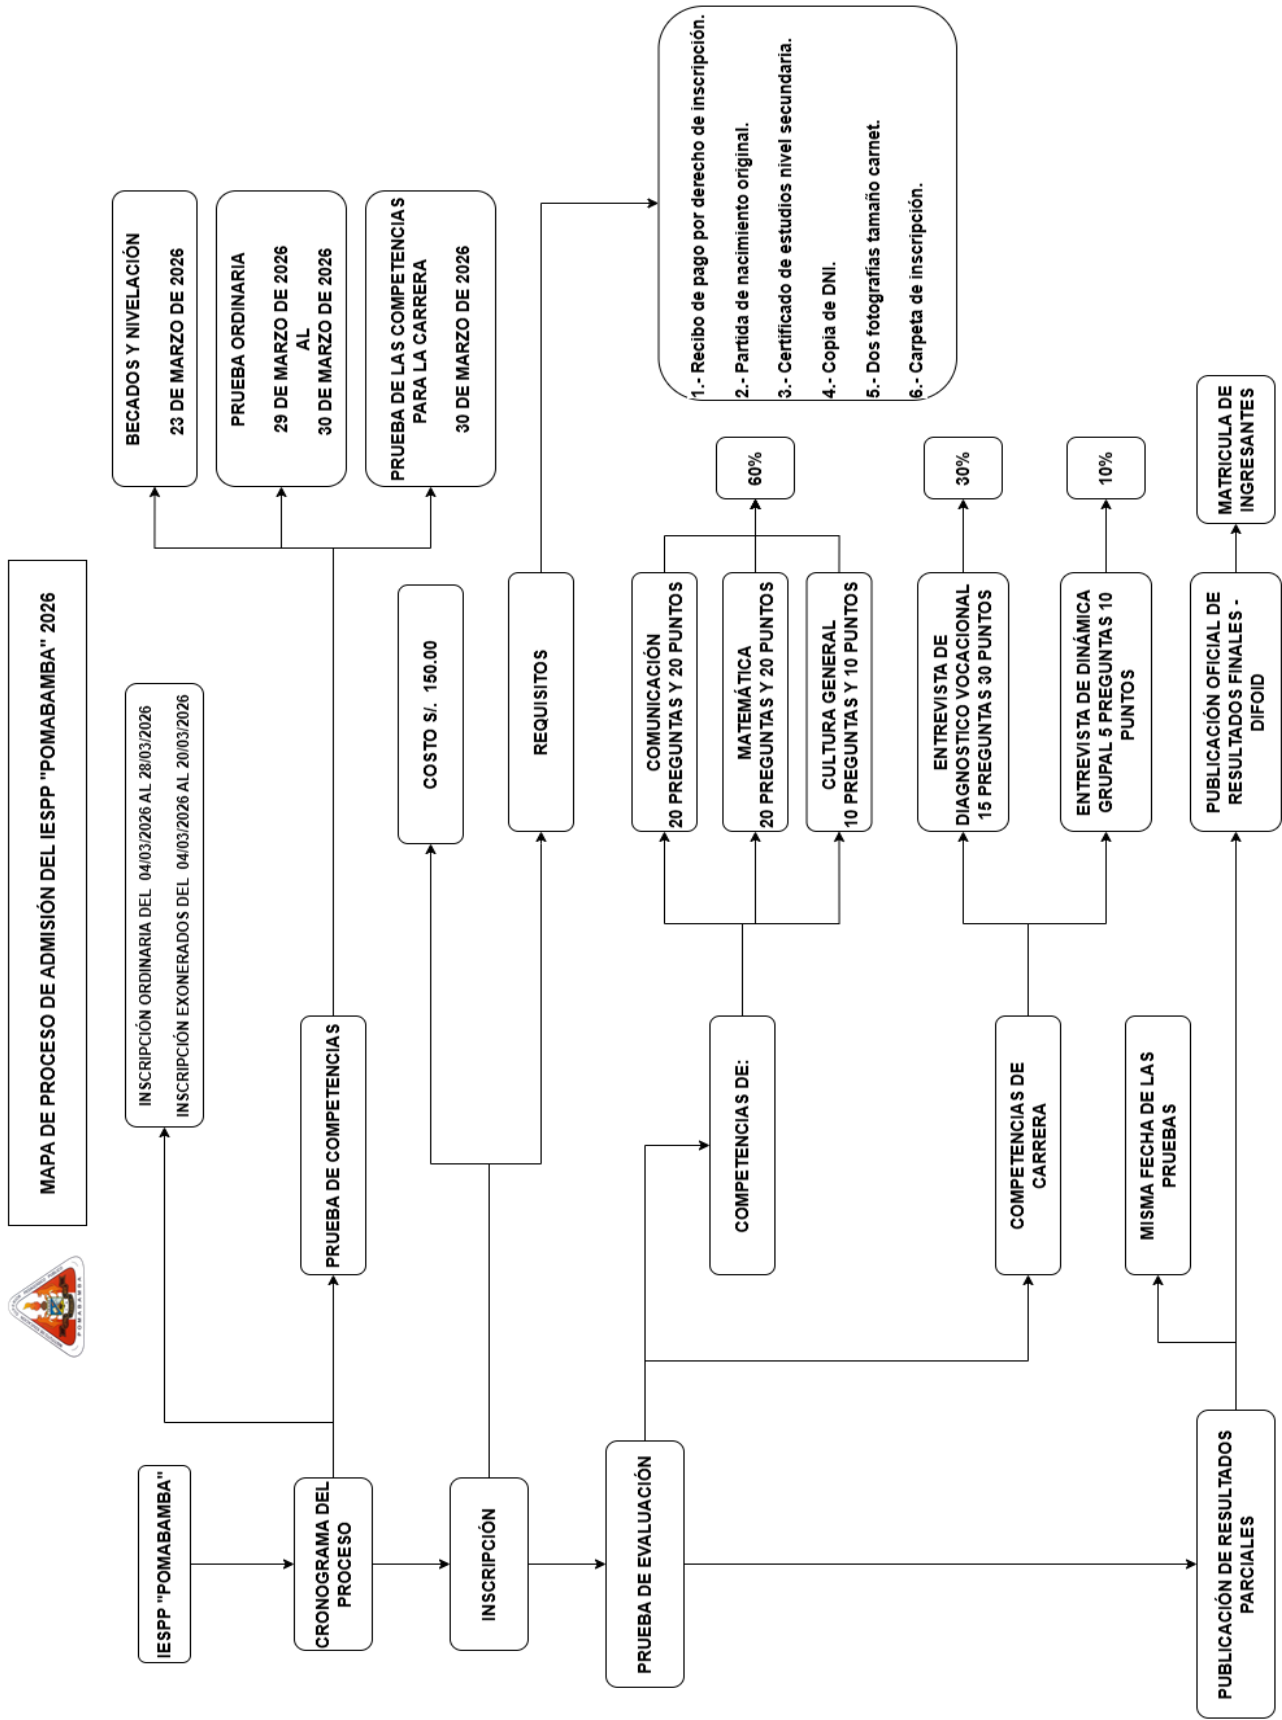 MAPA DE PROCESO DE ADMISIÓN DEL IESPP "POMABAMBA" 2026
POMABAMBA
IESPP "POMABAMBA"
CRONOGRAMA DEL
PROCESO
INSCRIPCIÓN ORDINARIA DEL 04/03/2026 AL 28/03/2026
INSCRIPCIÓN EXONERADOS DEL 04/03/2026 AL 20/03/2026
PRUEBA DE COMPETENCIAS
BECADOS Y NIVELACIÓN
23 DE MARZO DE 2026
PRUEBA ORDINARIA
29 DE MARZO DE 2026
AL
30 DE MARZO DE 2026
PRUEBA DE LAS COMPETENCIAS
PARA LA CARRERA
30 DE MARZO DE 2026
INSCRIPCIÓN
COSTO S/. 150.00
REQUISITOS
1.- Recibo de pago por derecho de inscripción.
2.- Partida de nacimiento original.
3.- Certificado de estudios nivel secundaria.
4.- Copia de DNI.
5.- Dos fotografías tamaño carnet.
6.- Carpeta de inscripción.
PRUEBA DE EVALUACIÓN
COMPETENCIAS DE:
COMUNICACIÓN
20 PREGUNTAS Y 20 PUNTOS
MATEMÁTICA
20 PREGUNTAS Y 20 PUNTOS
CULTURA GENERAL
10 PREGUNTAS Y 10 PUNTOS
60%
COMPETENCIAS DE
CARRERA
ENTREVISTA DE
DIAGNOSTICO VOCACIONAL
15 PREGUNTAS 30 PUNTOS
30%
ENTREVISTA DE DINÁMICA
GRUPAL 5 PREGUNTAS 10
PUNTOS
10%
PUBLICACIÓN DE RESULTADOS
PARCIALES
MISMA FECHA DE LAS
PRUEBAS
PUBLICACIÓN OFICIAL DE
RESULTADOS FINALES -
DIFOID
MATRICULA DE
INGRESANTES